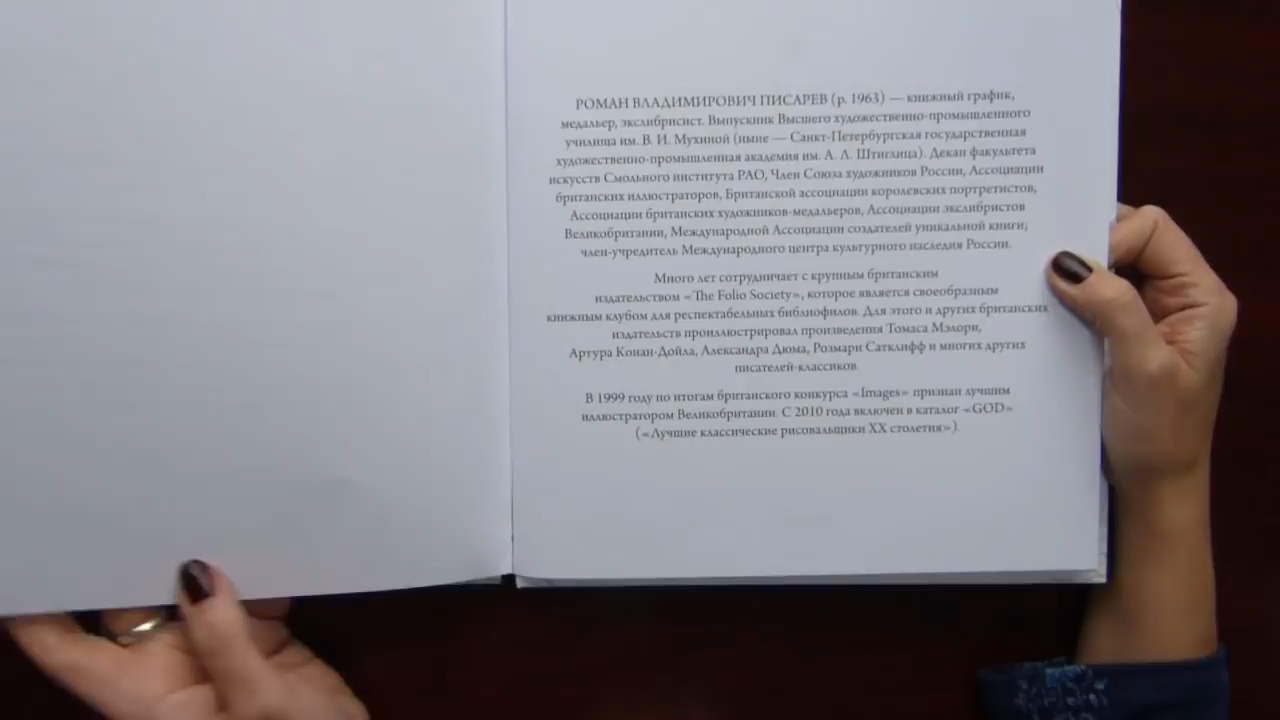 РОМАН ВЛАДИМИРОВИЧ ПИСАРЕВ (р. 1963) — книжный график,
медальер, экслибрисист. Выпускник Высшего художественно-промышленного
училища им. В. И. Мухиной (ныне — Санкт-Петербургская государственная
художественно-промышленная академия им. А. Л. Штиглица). Декан факультета
искусств Смольного института РАО, Член Союза художников России, Ассоциации
британских иллюстраторов, Британской ассоциации королевских портретистов,
Ассоциации британских художников-медальеров, Ассоциации экслибристов
Великобритании, Международной Ассоциации создателей уникальной книги;
член-учредитель Международного центра культурного наследия России.
Много лет сотрудничает с крупным британским
издательством «The Folio Society», которое является своеобразным
книжным клубом для респектабельных библиофилов. Для этого и других британских
издательств проиллюстрировал произведения Томаса Мэлори,
Артура Конан-Дойла, Александра Дюма, Розмари Сатклифф и многих других
писателей-классиков.
В 1999 году по итогам британского конкурса «Images» признан лучшим
иллюстратором Великобритании. С 2010 года включен в каталог «GOD»
(«Лучшие классические рисовальщики XX столетия»).